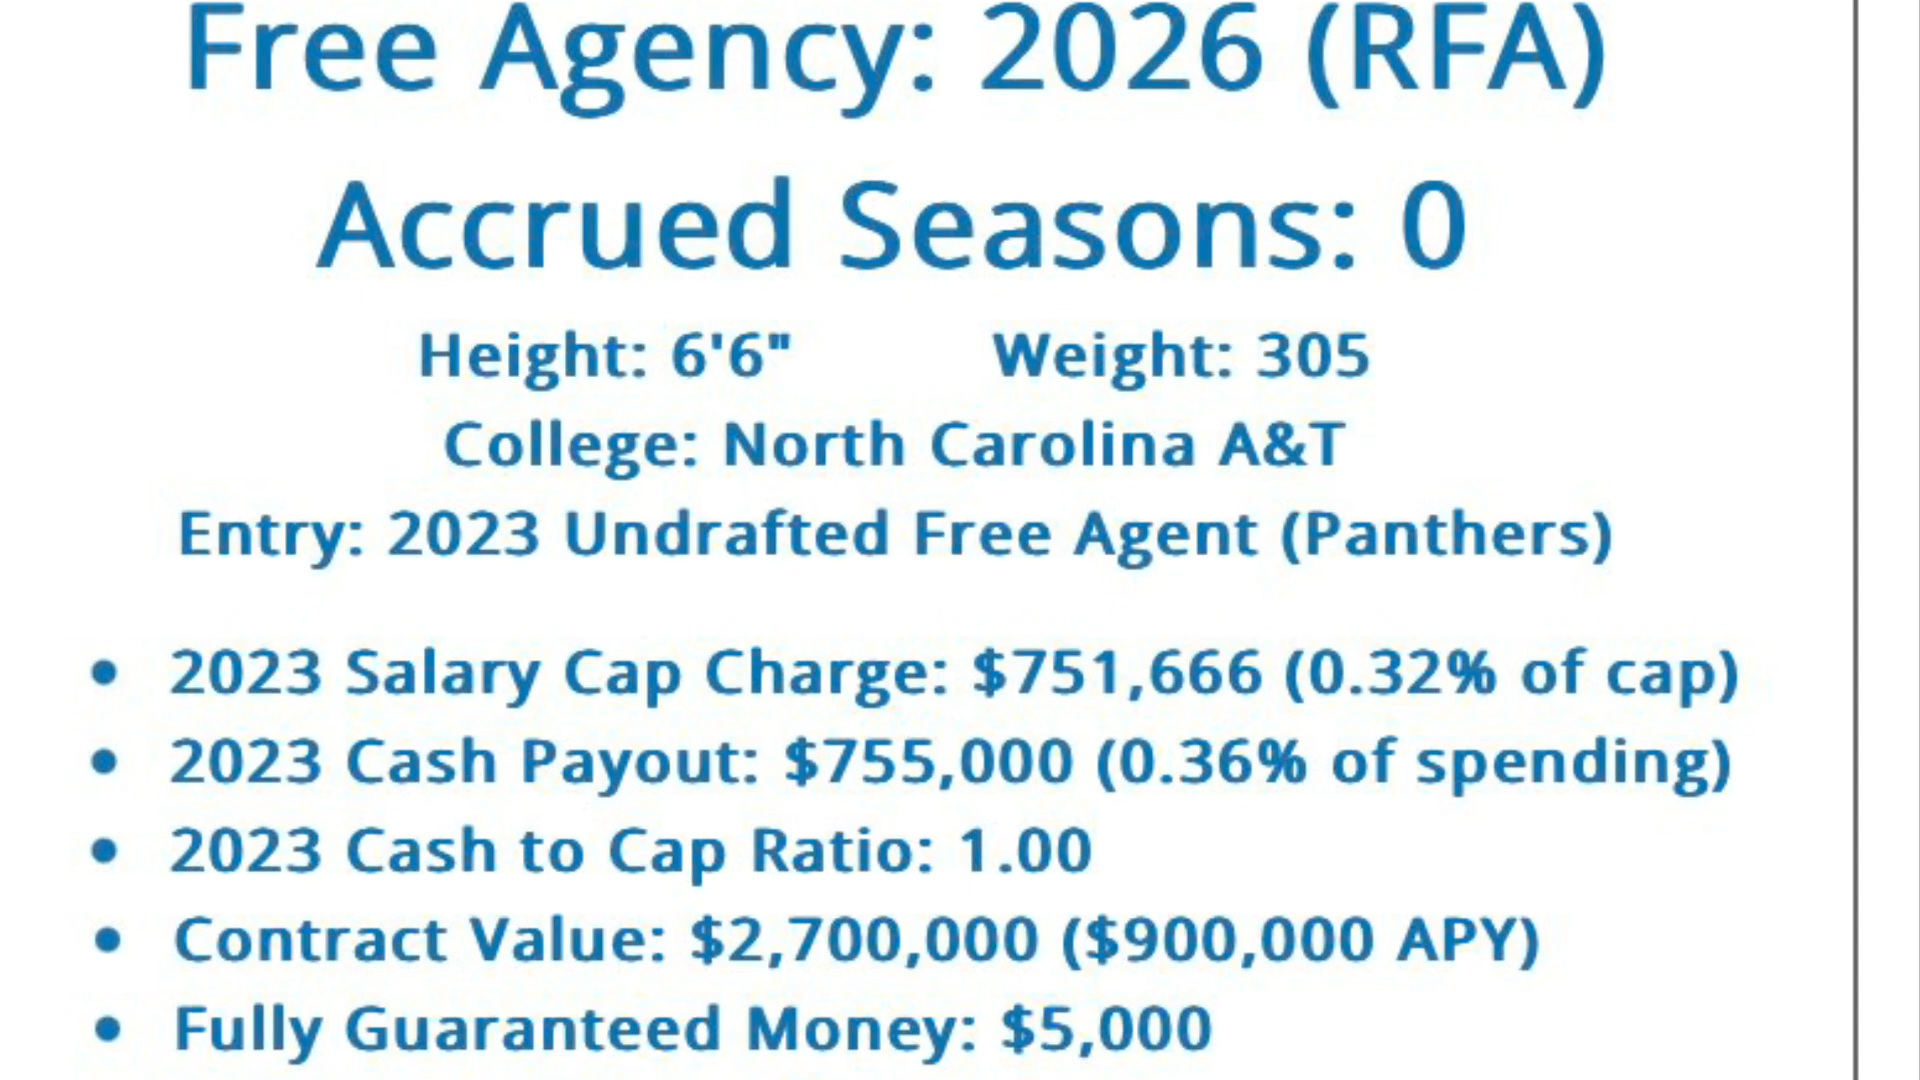 Free Agency: 2026 (RFA)
Accrued Seasons: 0
Height: 6'6" Weight: 305
College: North Carolina A&T
Entry: 2023 Undrafted Free Agent (Panthers)
• 2023 Salary Cap Charge: $751,666 (0.32% of cap)
• 2023 Cash Payout: $755,000 (0.36% of spending)
• 2023 Cash to Cap Ratio: 1.00
• Contract Value: $2,700,000 ($900,000 APY)
• Fully Guaranteed Money: $5,000